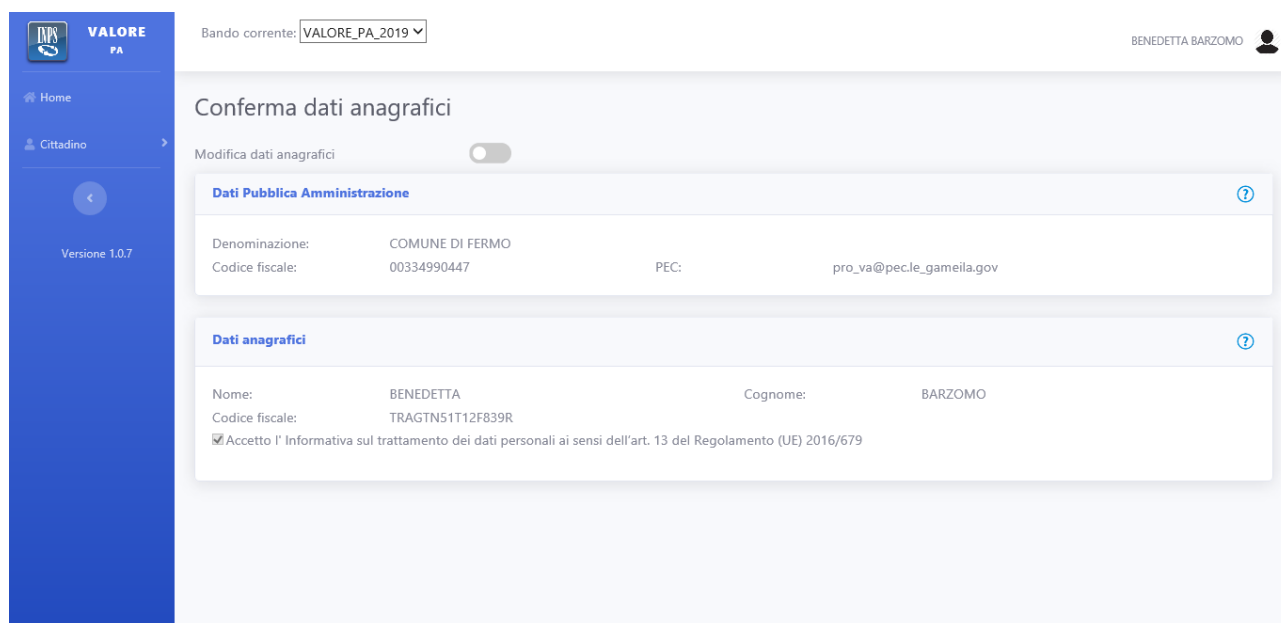 INPS
VALORE
PA
Bando corrente: VALORE_PA_2019
BENEDETTA BARZOMO
Home
Cittadino
Versione 1.0.7
Conferma dati anagrafici
Modifica dati anagrafici
Dati Pubblica Amministrazione
Denominazione: COMUNE DI FERMO
Codice fiscale: 00334990447 PEC: pro_va@pec.le_gameila.gov
Dati anagrafici
Nome: BENEDETTA Cognome: BARZOMO
Codice fiscale: TRAGTN51T12F839R
Accetto l' Informativa sul trattamento dei dati personali ai sensi dell'art. 13 del Regolamento (UE) 2016/679